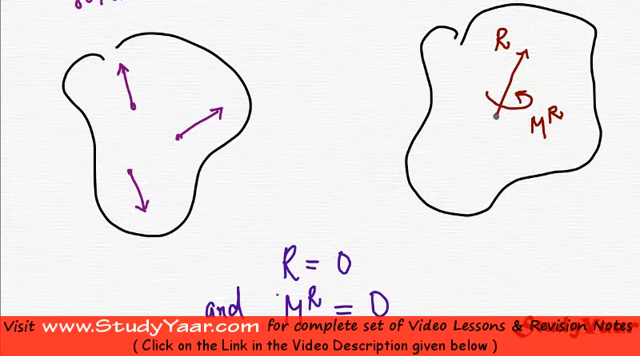 R
M^R
R = 0
and M^R = 0
Visit www.StudyYaar.com for complete set of Video Lessons & Revision Notes
( Click on the Link in the Video Description given below )
StudyYaar